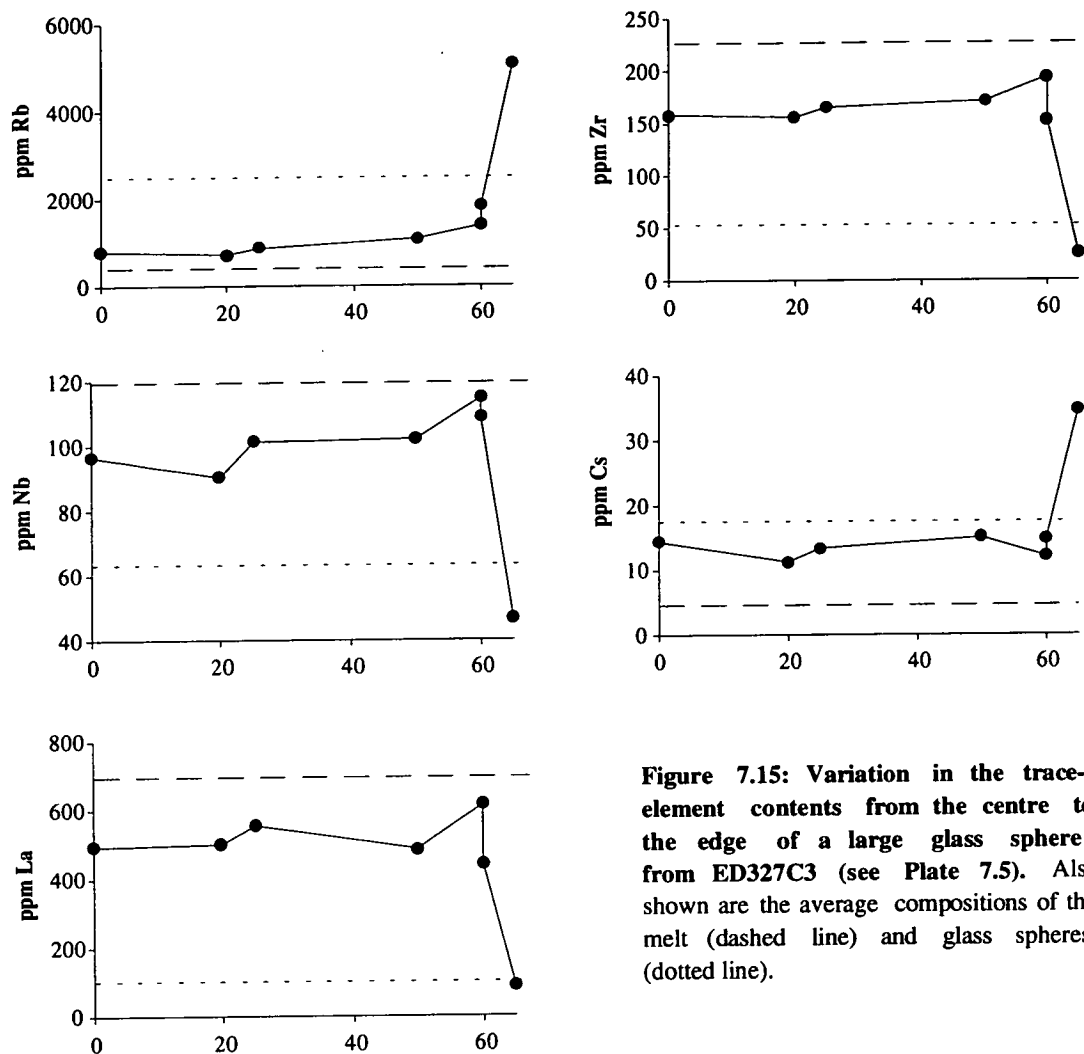 6000
4000
2000
0
ppm Rb
0 20 40 60
250
200
150
100
50
0
ppm Zr
0 20 40 60
120
100
80
60
40
ppm Nb
0 20 40 60
40
30
20
10
0
ppm Cs
0 20 40 60
800
600
400
200
0
ppm La
0 20 40 60
Figure 7.15: Variation in the trace-
element contents from the centre to
the edge of a large glass sphere
from ED327C3 (see Plate 7.5). Als
shown are the average compositions of th
melt (dashed line) and glass spheres
(dotted line).